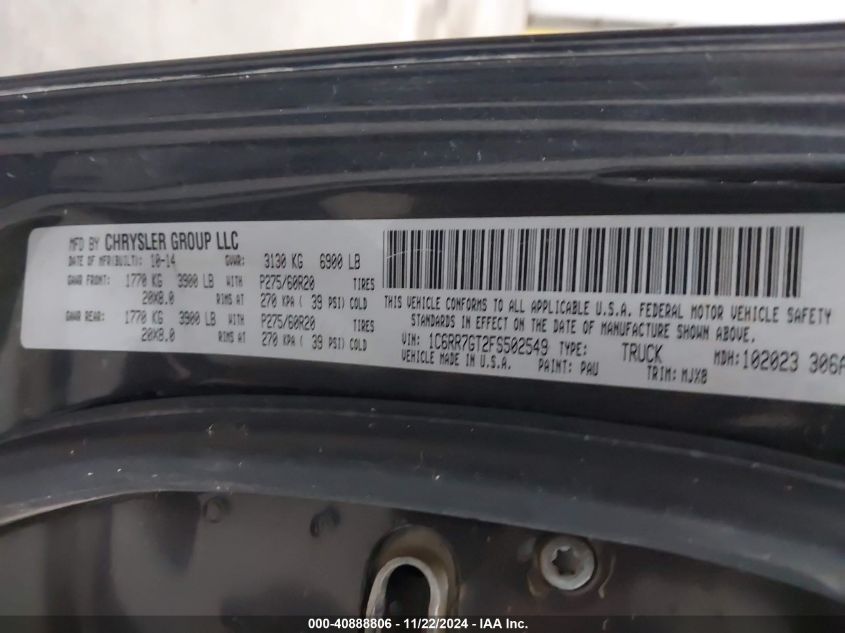 MFD BY CHRYSLER GROUP LLC
DATE OF MFR(BUILT): 10-14 GVWR: 3130 KG 6900 LB
GAWR FRONT: 1770 KG 3900 LB WITH P275/60R20 TIRES
20X8.0 RIMS AT 270 KPA ( 39 PSI) COLD
GAWR REAR: 1770 KG 3900 LB WITH P275/60R20 TIRES
20X8.0 RIMS AT 270 KPA ( 39 PSI) COLD
THIS VEHICLE CONFORMS TO ALL APPLICABLE U.S.A. FEDERAL MOTOR VEHICLE SAFETY
STANDARDS IN EFFECT ON THE DATE OF MANUFACTURE SHOWN ABOVE.
VIN: 1C6RR7GT2FS502549 TYPE: TRUCK MDH: 102023 306A
VEHICLE MADE IN U.S.A. PAINT: PAU TRIM: MJX8
000-40888806 - 11/22/2024 - IAA Inc.